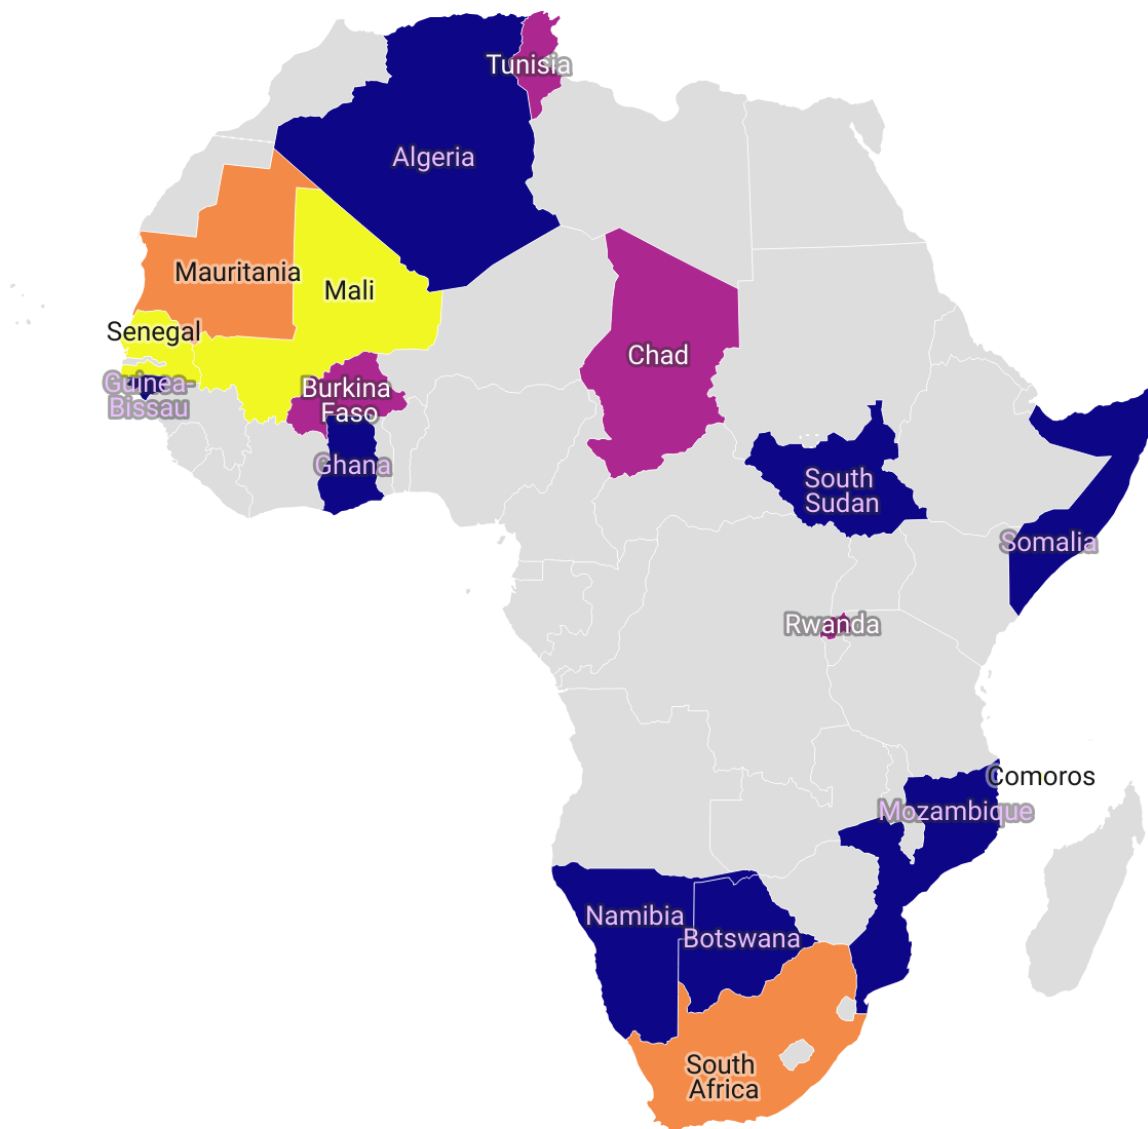 Tunisia
Algeria
Mauritania
Mali
Senegal
Chad
Guinea-
Bissau
Burkina
Faso
Ghana
South
Sudan
Somalia
Rwanda
Comoros
Mozambique
Namibia
Botswana
South
Africa